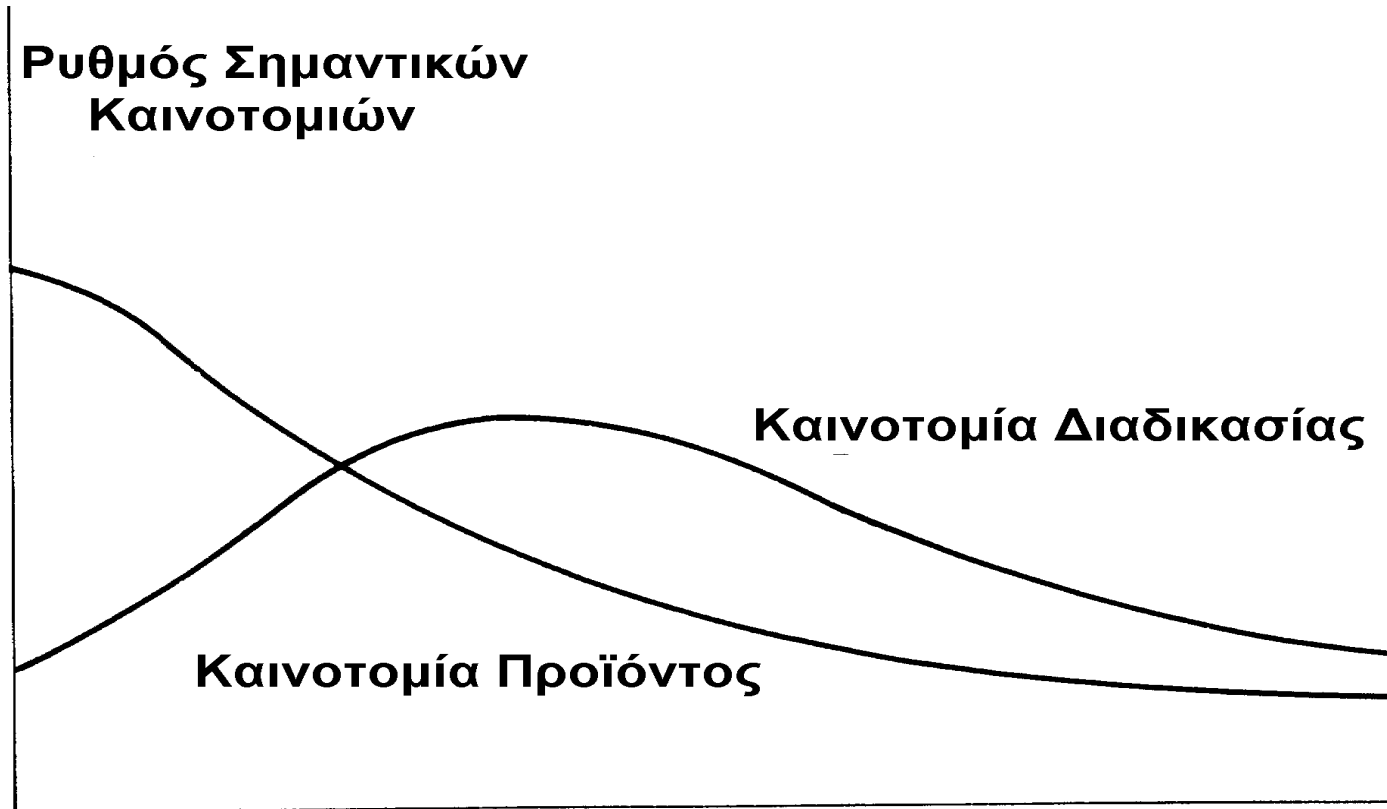 Ρυθμός Σημαντικών
Καινοτομιών
Καινοτομία Διαδικασίας
Καινοτομία Προϊόντος